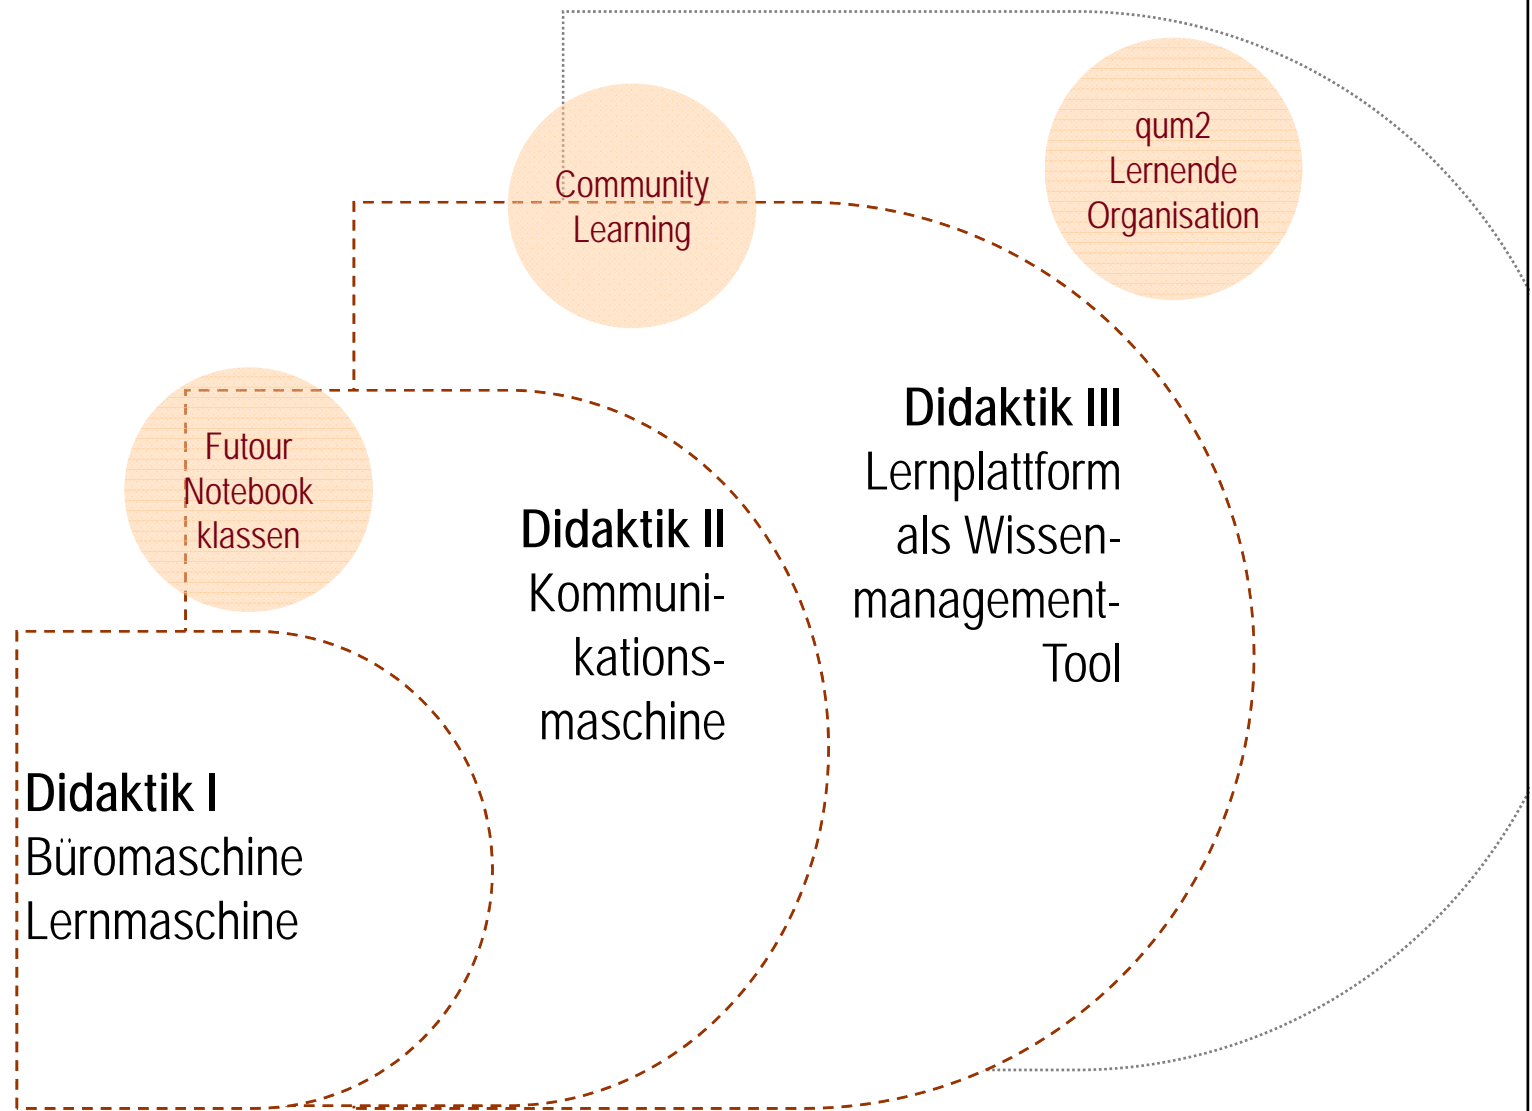 qum2
Lernende
Organisation
Community
Learning
Futour
Notebook
klassen
Didaktik III
Lernplattform
als Wissen-
management-
Tool
Didaktik II
Kommuni-
kations-
maschine
Didaktik I
Büromaschine
Lernmaschine